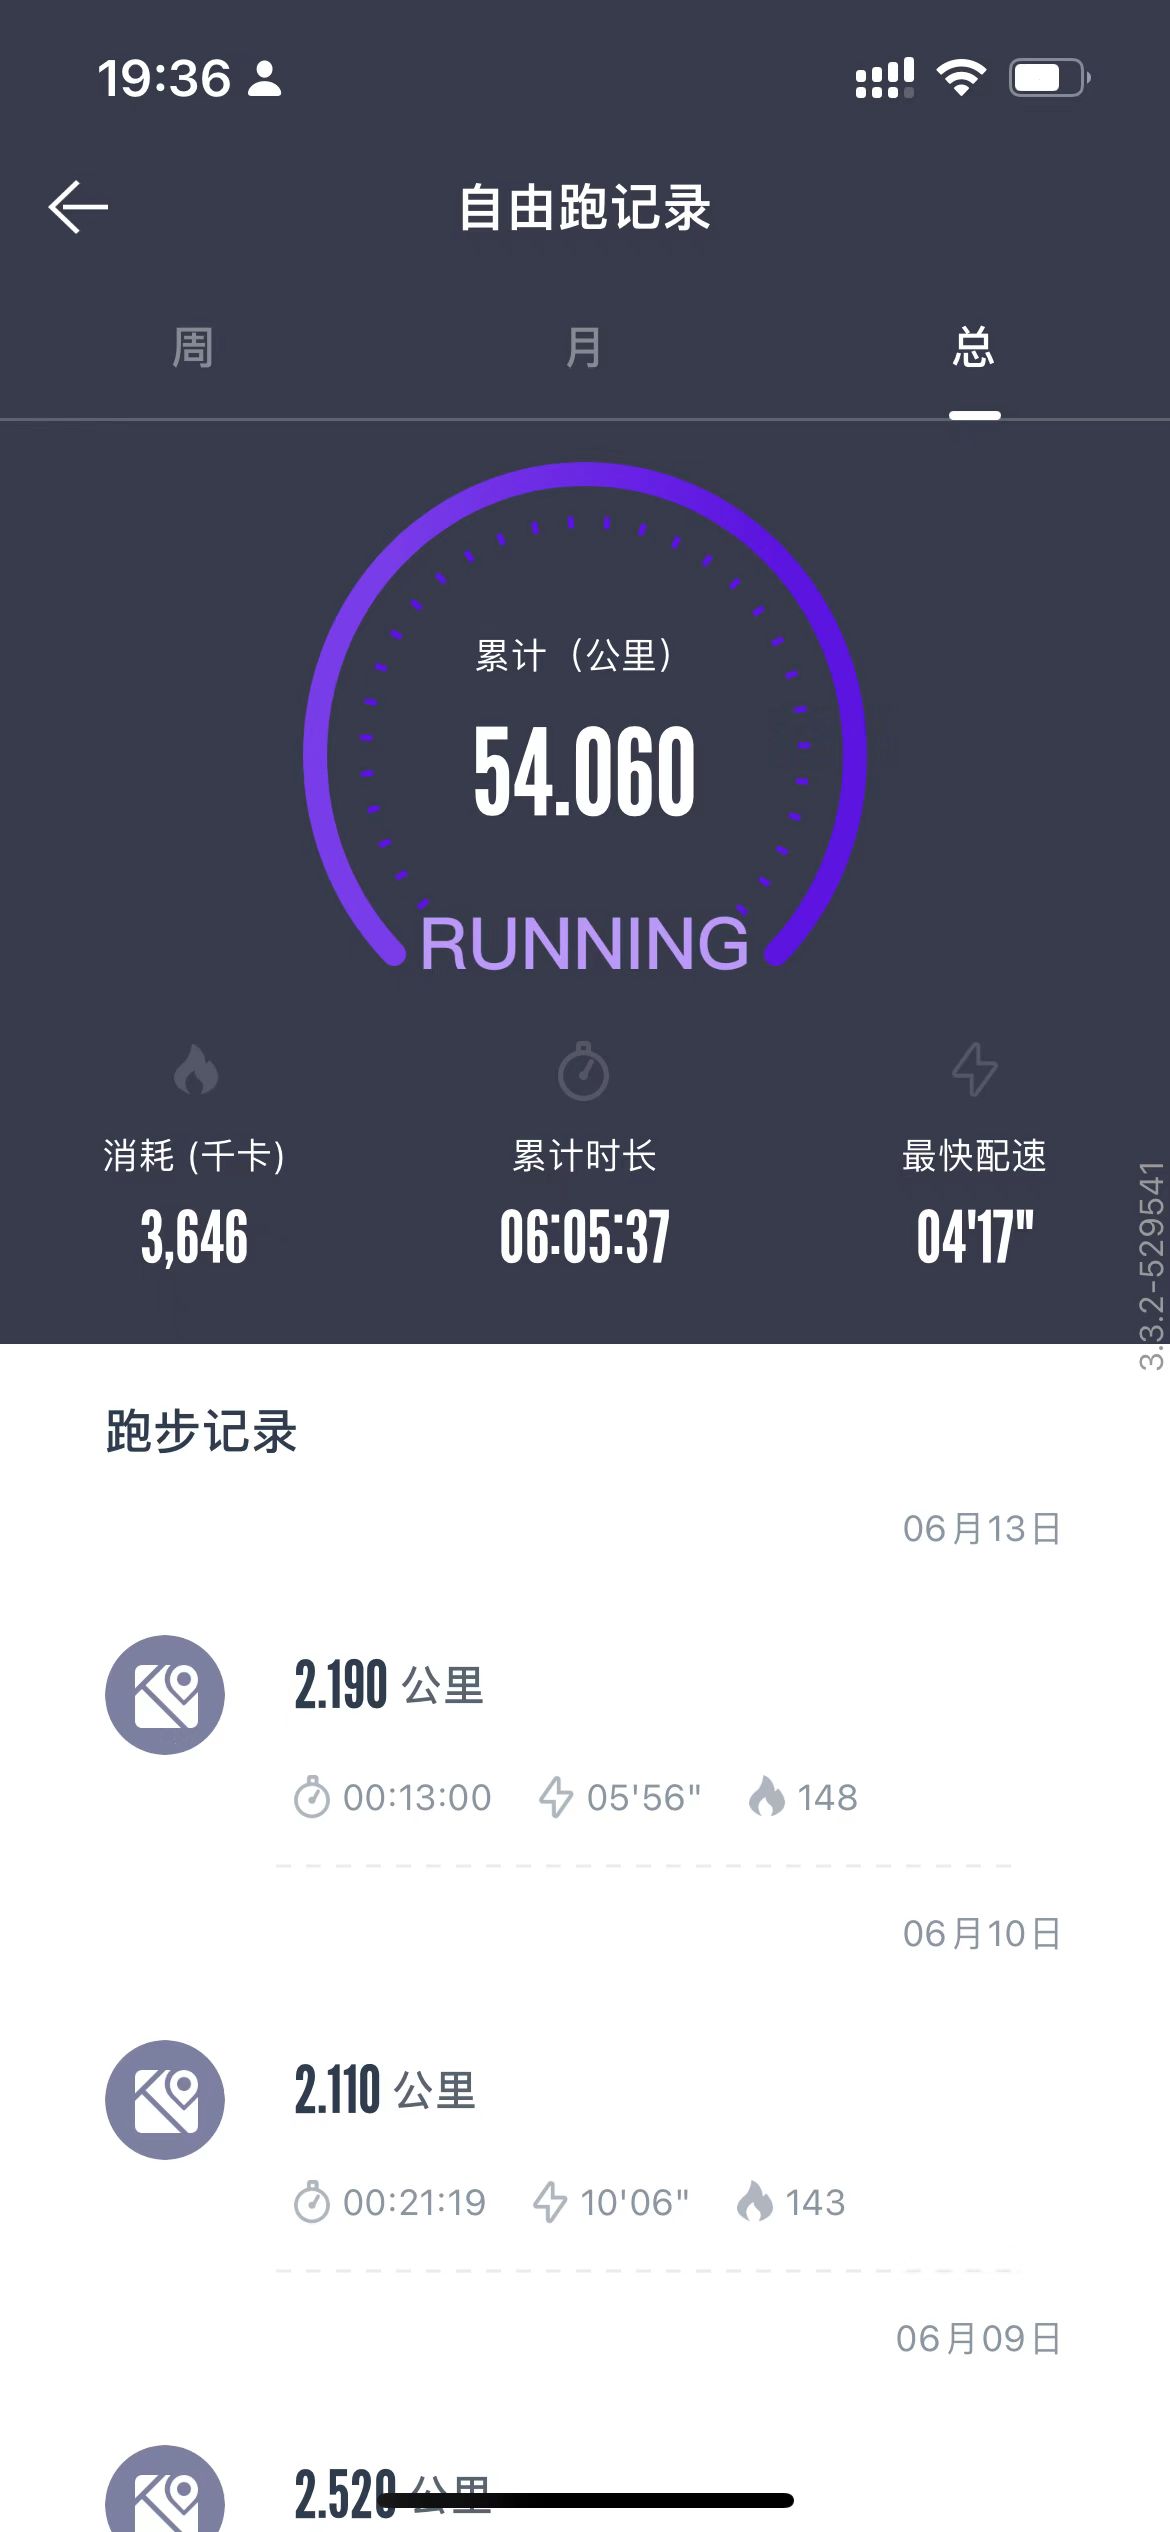 19:36
自由跑记录
周 月 总
累计（公里）
54.060
RUNNING
消耗 (千卡) 累计时长 最快配速
3,646 06:05:37 04'17"
3.3.2-529541
跑步记录
06月13日
2.190 公里
00:13:00 05'56" 148
06月10日
2.110 公里
00:21:19 10'06" 143
06月09日
2.520 公里